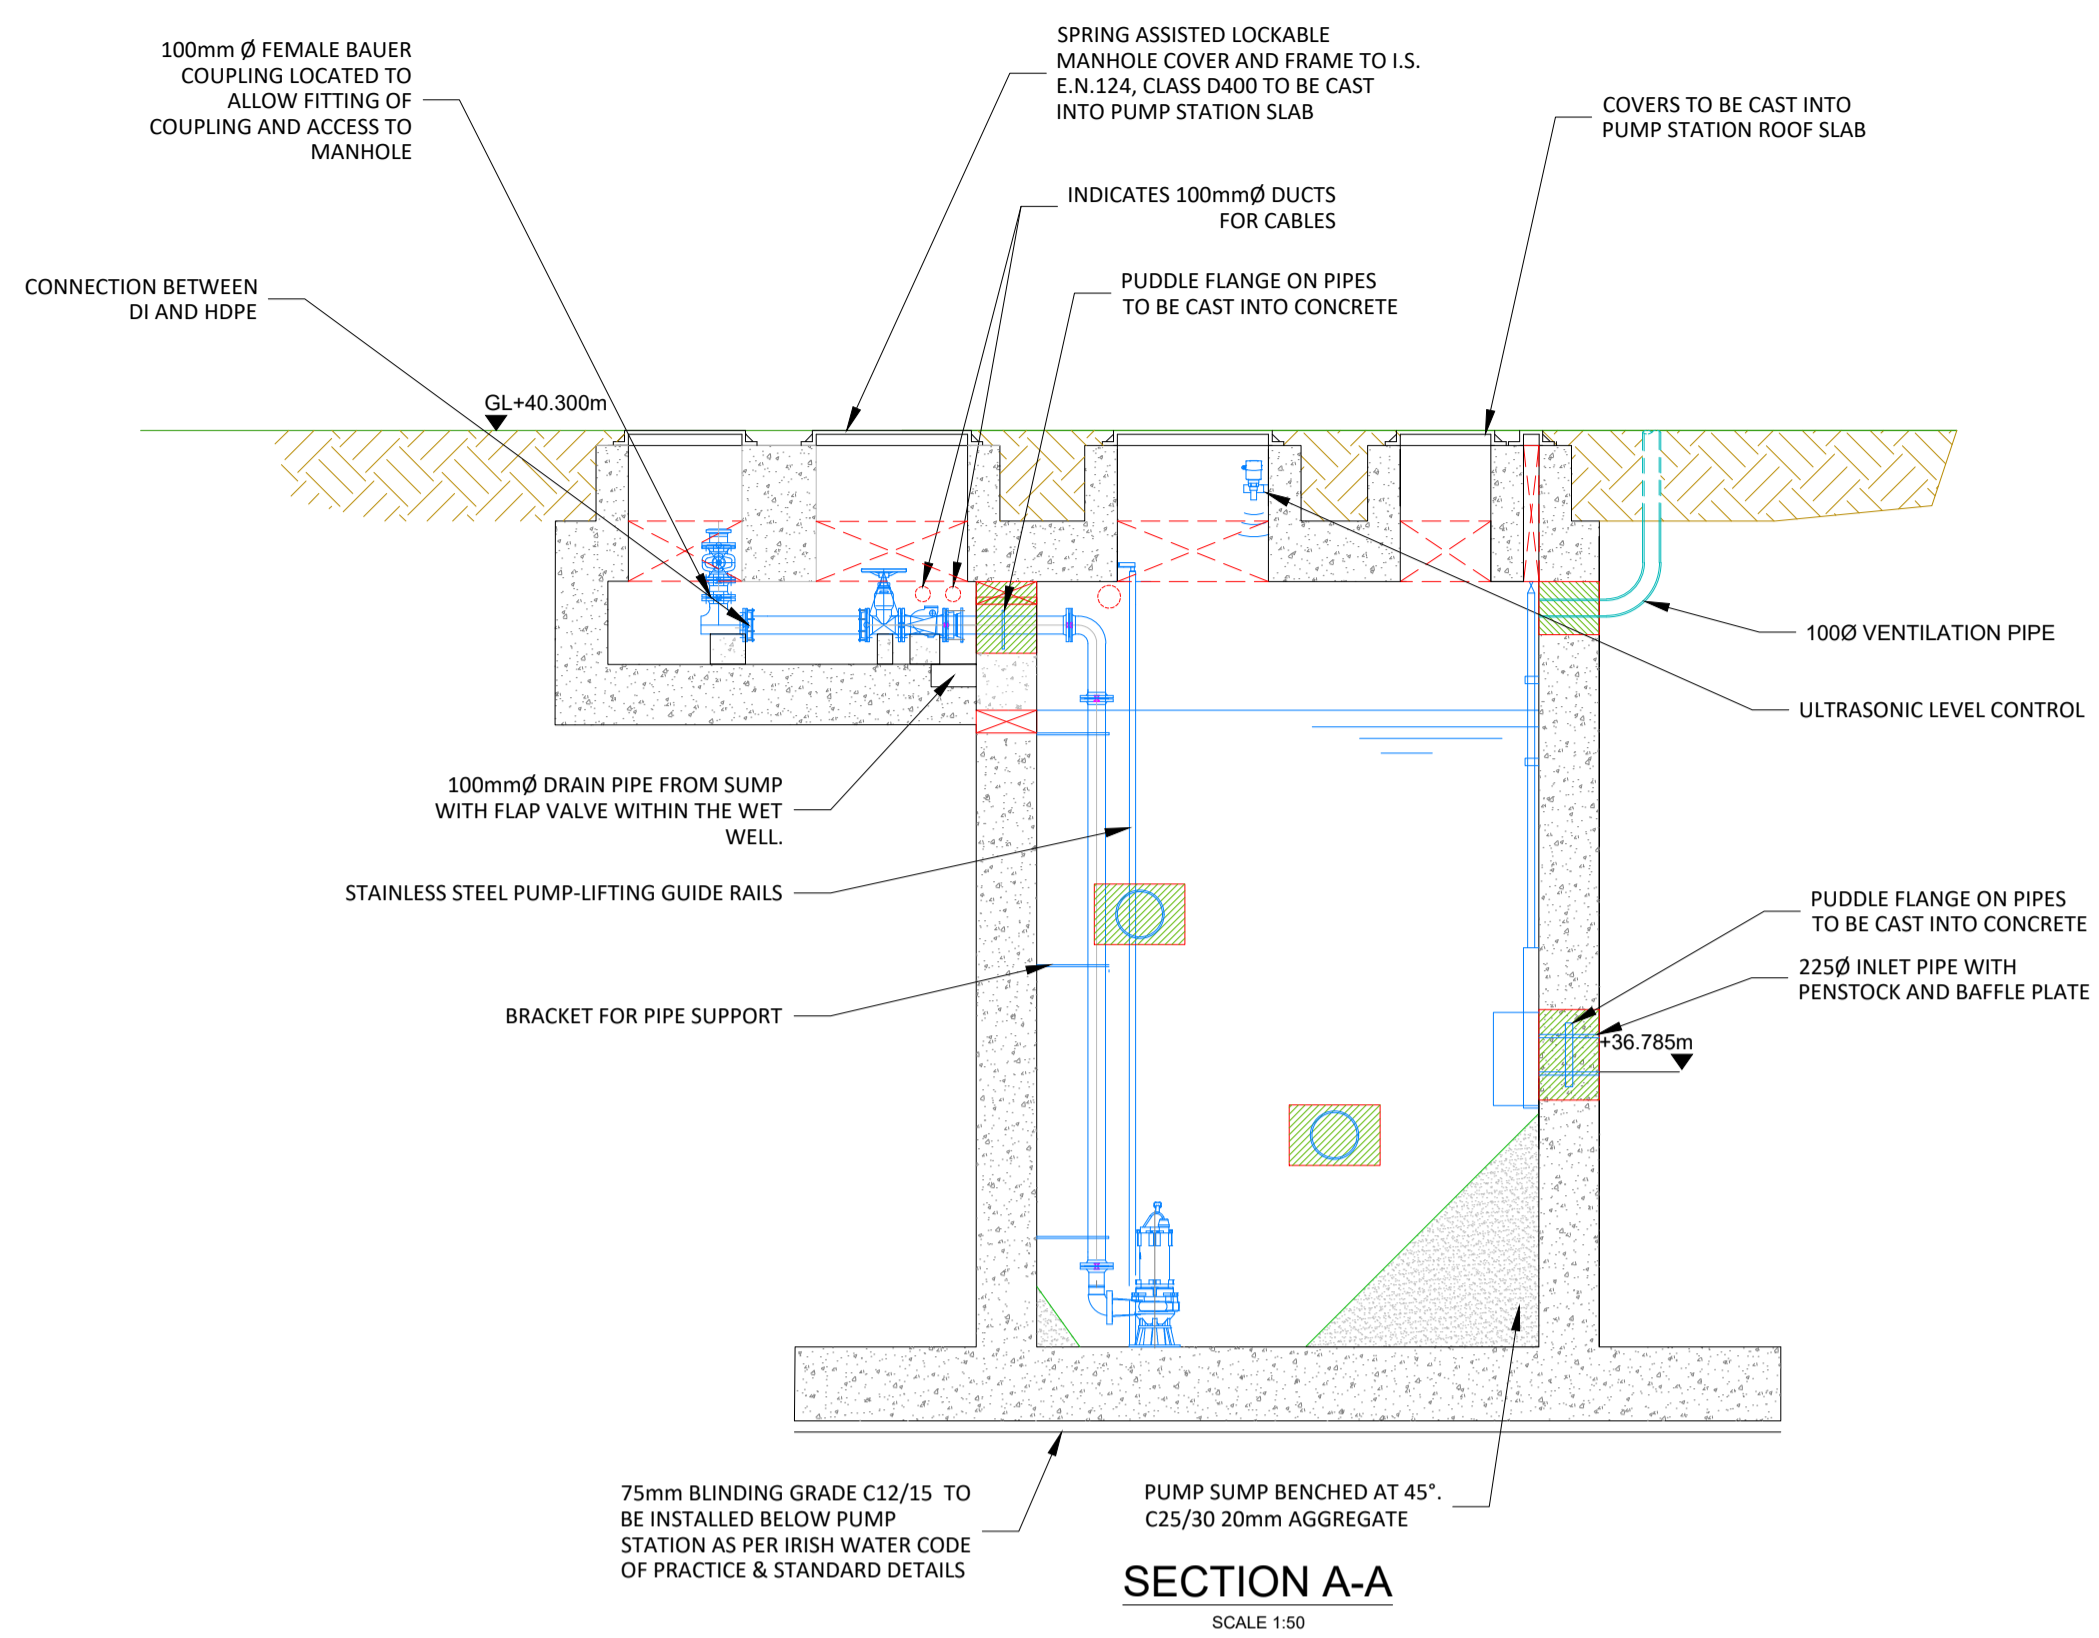 100mm Ø FEMALE BAUER
COUPLING LOCATED TO
ALLOW FITTING OF
COUPLING AND ACCESS TO
MANHOLE
SPRING ASSISTED LOCKABLE
MANHOLE COVER AND FRAME TO I.S.
E.N.124, CLASS D400 TO BE CAST
INTO PUMP STATION SLAB
COVERS TO BE CAST INTO
PUMP STATION ROOF SLAB
INDICATES 100mmØ DUCTS
FOR CABLES
CONNECTION BETWEEN
DI AND HDPE
PUDDLE FLANGE ON PIPES
TO BE CAST INTO CONCRETE
GL+40.300m
100Ø VENTILATION PIPE
ULTRASONIC LEVEL CONTROL
100mmØ DRAIN PIPE FROM SUMP
WITH FLAP VALVE WITHIN THE WET
WELL.
STAINLESS STEEL PUMP-LIFTING GUIDE RAILS
PUDDLE FLANGE ON PIPES
TO BE CAST INTO CONCRETE
225Ø INLET PIPE WITH
PENSTOCK AND BAFFLE PLATE
BRACKET FOR PIPE SUPPORT
+36.785m
75mm BLINDING GRADE C12/15 TO
BE INSTALLED BELOW PUMP
STATION AS PER IRISH WATER CODE
OF PRACTICE & STANDARD DETAILS
PUMP SUMP BENCHED AT 45°.
C25/30 20mm AGGREGATE
SECTION A-A
SCALE 1:50